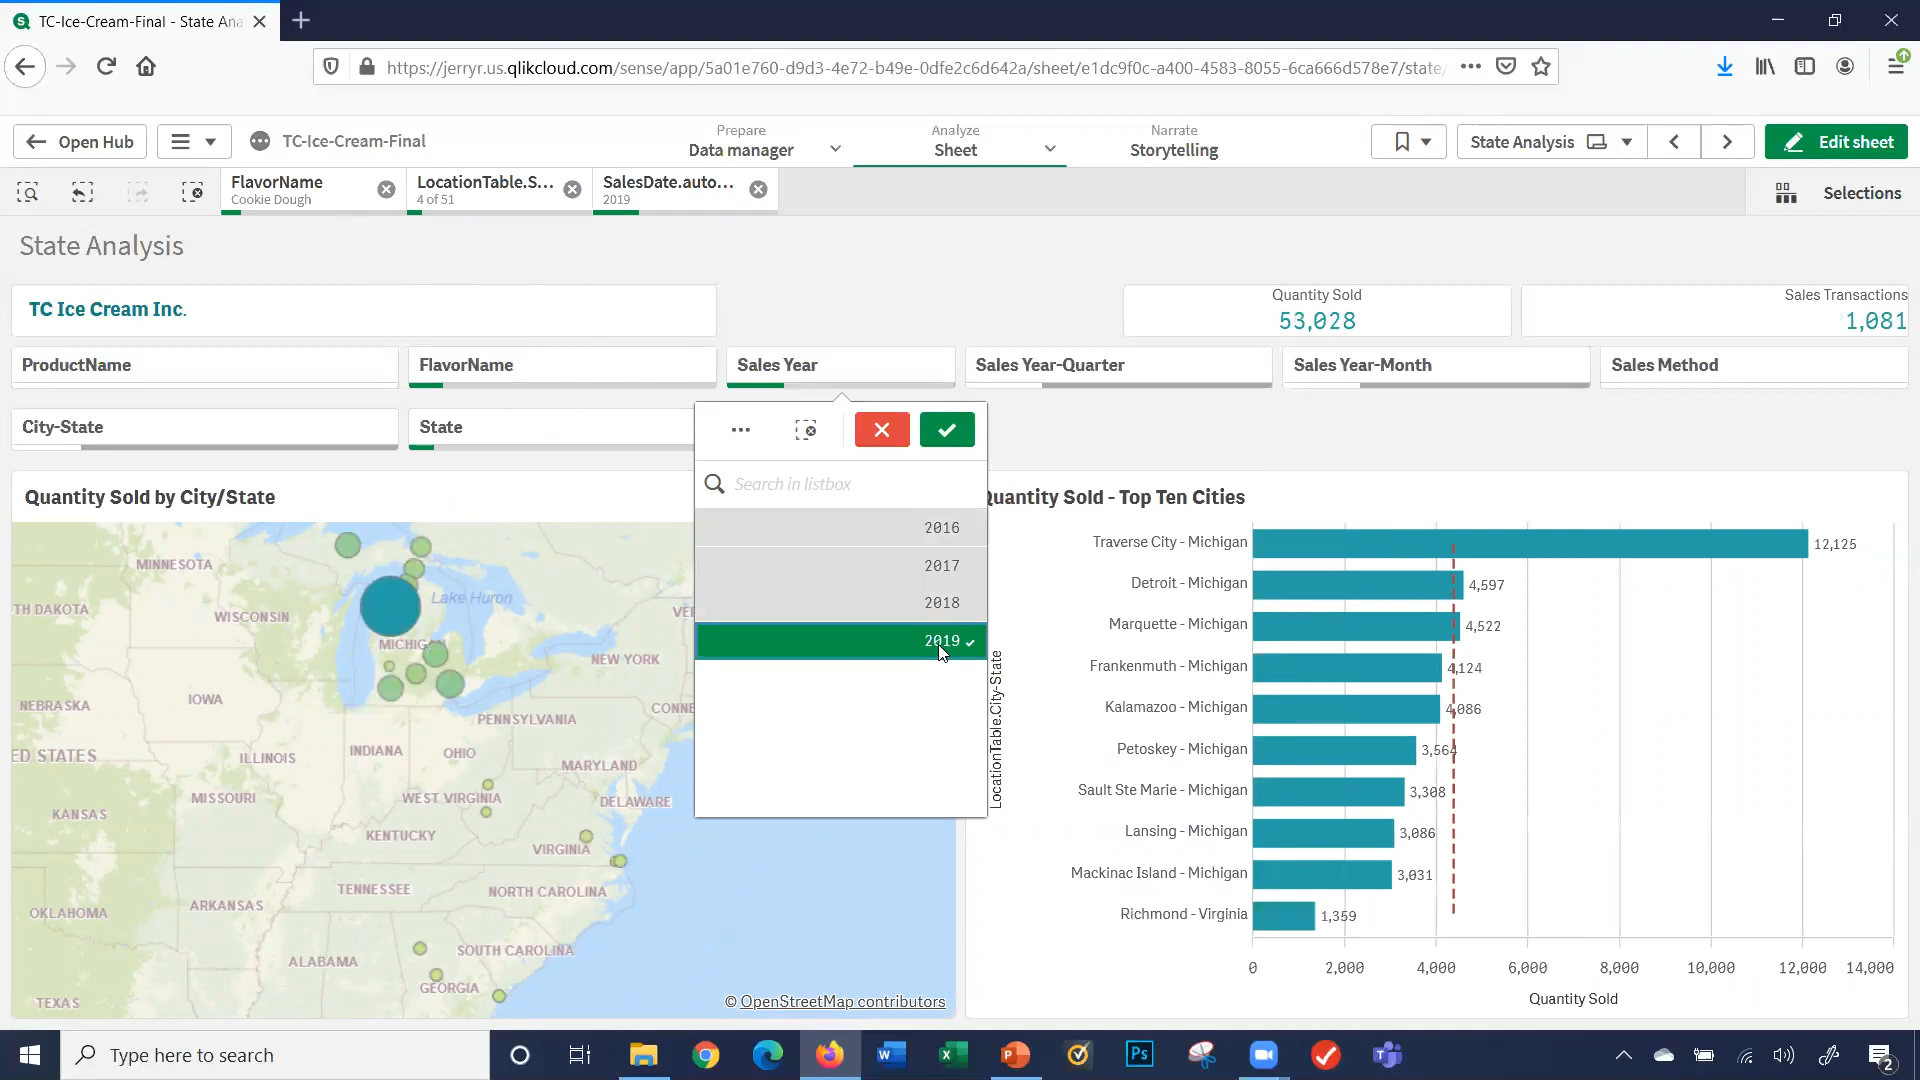 TC-Ice-Cream-Final - State Ana
https://jerryr.us.qlikcloud.com/sense/app/5a01e760-d9d3-4e72-b49e-0dfe2c6d642a/sheet/e1dc9f0c-a400-4583-8055-6ca666d578e7/state/
Open Hub
TC-Ice-Cream-Final
Prepare
Data manager
Analyze
Sheet
Narrate
Storytelling
State Analysis
Edit sheet
FlavorName
Cookie Dough
LocationTable.S...
4 of 51
SalesDate.auto...
2019
Selections
State Analysis
TC Ice Cream Inc.
Quantity Sold
53,028
Sales Transactions
1,081
ProductName
FlavorName
Sales Year
Sales Year-Quarter
Sales Year-Month
Sales Method
City-State
State
Search in listbox
2016
2017
2018
2019
Quantity Sold by City/State
MINNESOTA
TH DAKOTA
WISCONSIN
Lake Huron
VER
MICHIGA
NEW YORK
NEBRASKA
IOWA
PENNSYLVANIA
CONNE
ED STATES
ILLINOIS
INDIANA
OHIO
MARYLAND
MISSOURI
WEST VIRGINIA
DELAWARE
KANSAS
KENTUCKY
VIRGINIA
TENNESSEE
NORTH CAROLINA
OKLAHOMA
ARKANSAS
SOUTH CAROLINA
ALABAMA
GEORGIA
TEXAS
© OpenStreetMap contributors
Quantity Sold - Top Ten Cities
LocationTable.City-State
Traverse City - Michigan 12,125
Detroit - Michigan 4,597
Marquette - Michigan 4,522
Frankenmuth - Michigan 4,124
Kalamazoo - Michigan 4,086
Petoskey - Michigan 3,564
Sault Ste Marie - Michigan 3,308
Lansing - Michigan 3,086
Mackinac Island - Michigan 3,031
Richmond - Virginia 1,359
0 2,000 4,000 6,000 8,000 10,000 12,000 14,000
Quantity Sold
Type here to search
2